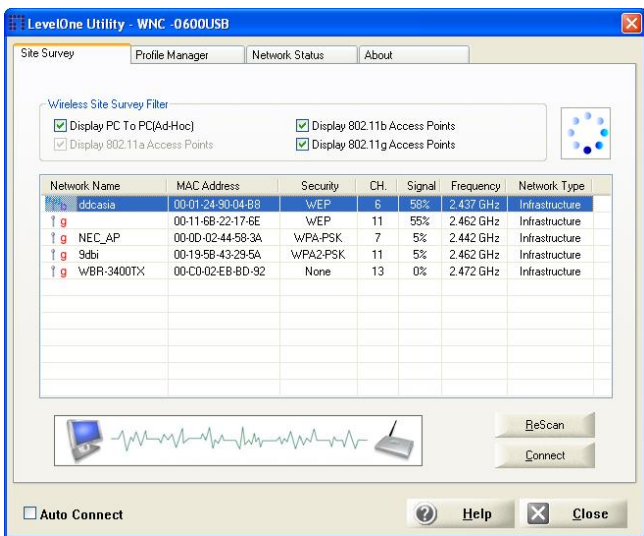 LevelOne Utility - WNC -0600USB
Site Survey Profile Manager Network Status About
Wireless Site Survey Filter
Display PC To PC(Ad-Hoc) Display 802.11b Access Points
Display 802.11a Access Points Display 802.11g Access Points
Network Name MAC Address Security CH. Signal Frequency Network Type
b ddcasia 00-01-24-90-04-B8 WEP 6 58% 2.437 GHz Infrastructure
g 00-11-6B-22-17-6E WEP 11 55% 2.462 GHz Infrastructure
g NEC_AP 00-0D-02-44-58-3A WPA-PSK 7 5% 2.442 GHz Infrastructure
g 9dbi 00-19-5B-43-29-5A WPA2-PSK 11 5% 2.462 GHz Infrastructure
g WBR-3400TX 00-C0-02-EB-BD-92 None 13 0% 2.472 GHz Infrastructure
ReScan
Connect
Auto Connect Help Close